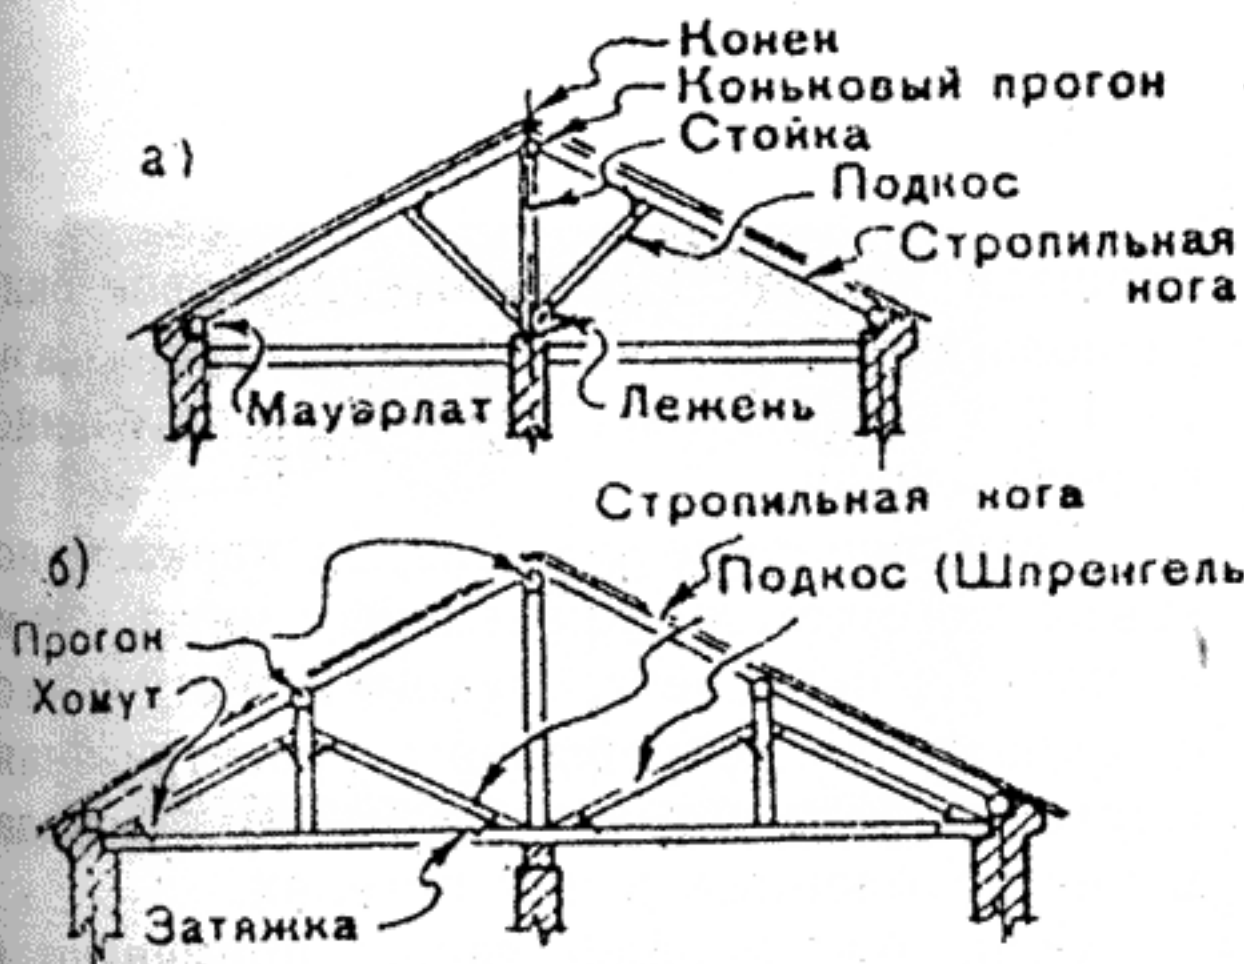 Конек
Коньковый прогон
а)
Стойка
Подкос
Стропильная
нога
Мауэрлат
Лежень
Стропильная нога
б)
Подкос (Шпренгель
Прогон
Хомут
Затяжка